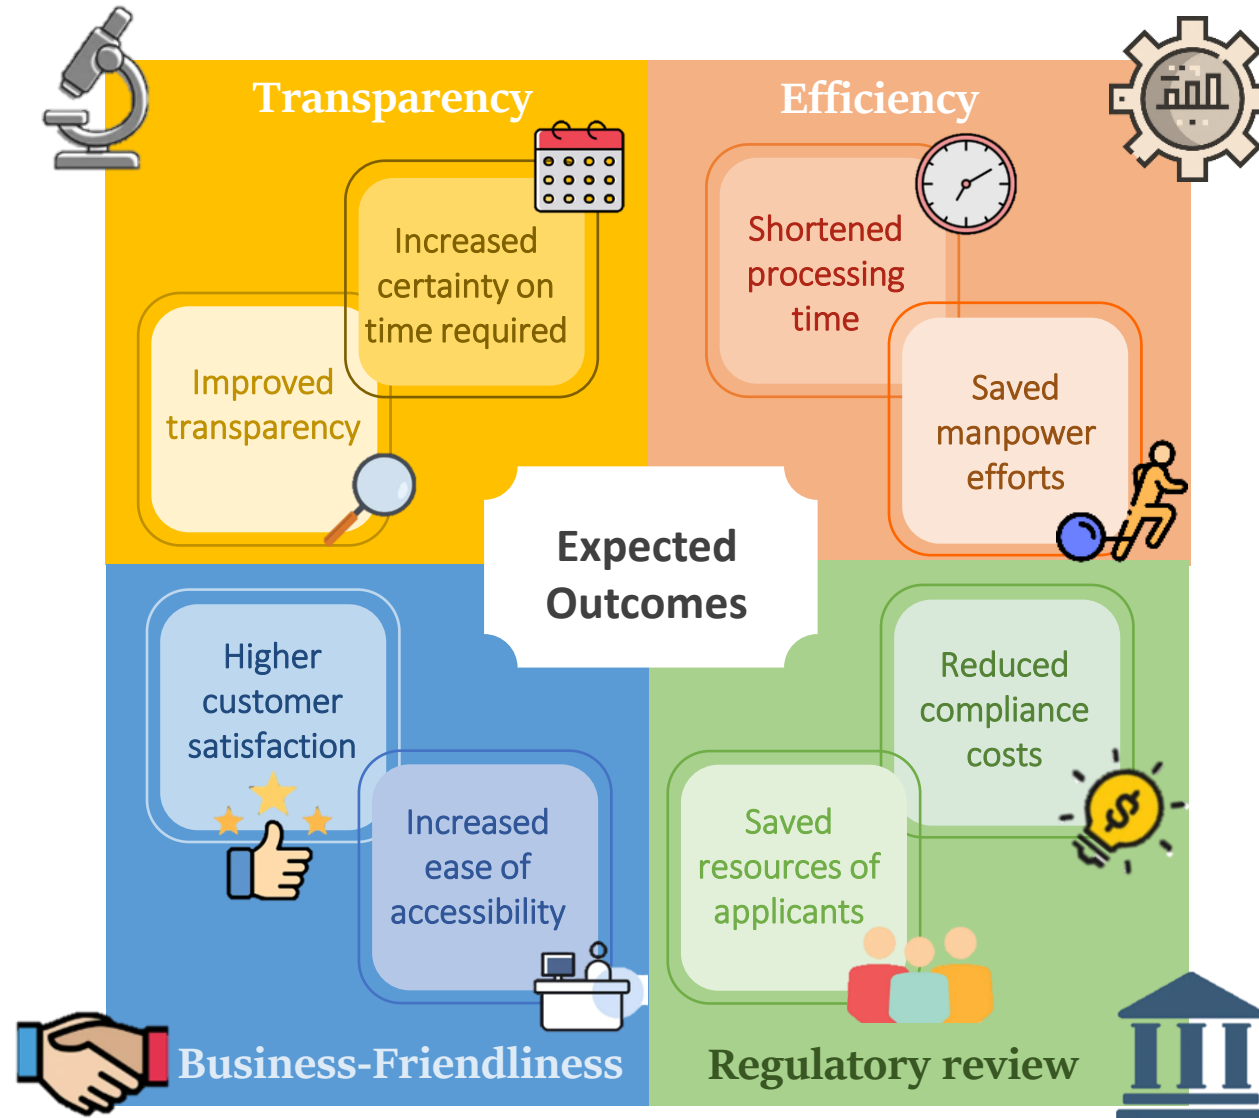 Transparency
Increased
certainty on
time required
Improved
transparency
Efficiency
Shortened
processing
time
Saved
manpower
efforts
Expected
Outcomes
Higher
customer
satisfaction
Increased
ease of
accessibility
Business-Friendliness
Reduced
compliance
costs
$
Saved
resources of
applicants
Regulatory review